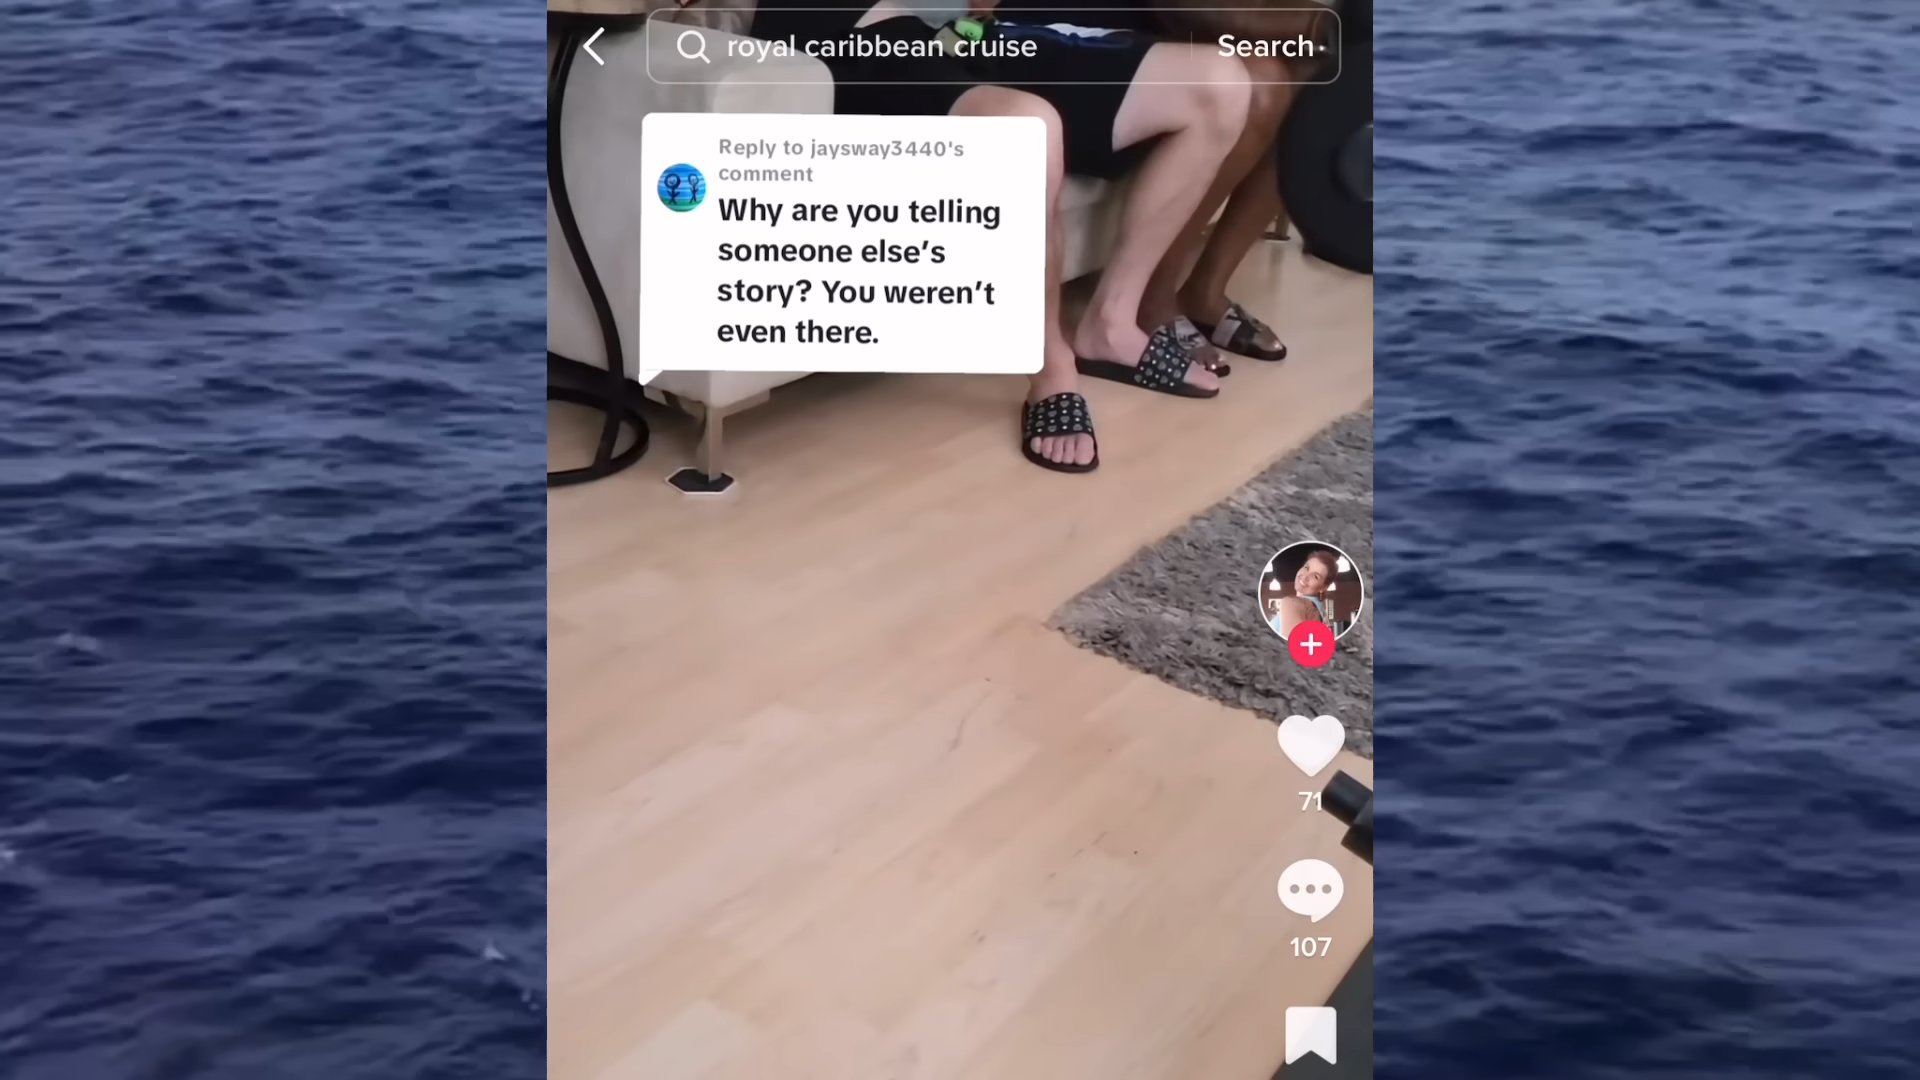 royal caribbean cruise
Search
Reply to jaysway3440's
comment
Why are you telling
someone else’s
story? You weren’t
even there.
71
107